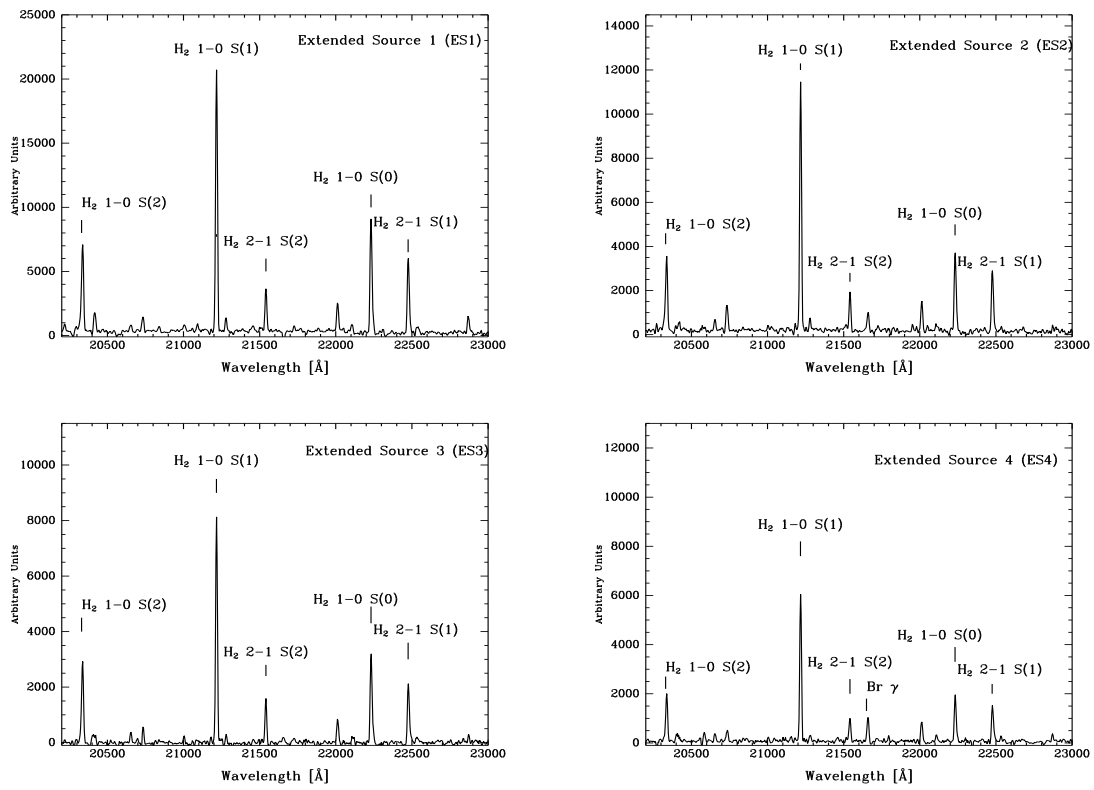 Extended Source 1 (ES1)
H₂ 1-0 S(1)
H₂ 1-0 S(0)
H₂ 1-0 S(2)
H₂ 2-1 S(1)
H₂ 2-1 S(2)
Arbitrary Units
25000
20000
15000
10000
5000
0
20500 21000 21500 22000 22500 23000
Wavelength [Å]
Extended Source 2 (ES2)
H₂ 1-0 S(1)
H₂ 1-0 S(0)
H₂ 1-0 S(2)
H₂ 2-1 S(2)
H₂ 2-1 S(1)
Arbitrary Units
14000
12000
10000
8000
6000
4000
2000
0
20500 21000 21500 22000 22500 23000
Wavelength [Å]
Extended Source 3 (ES3)
H₂ 1-0 S(1)
H₂ 1-0 S(0)
H₂ 1-0 S(2)
H₂ 2-1 S(1)
H₂ 2-1 S(2)
Arbitrary Units
10000
8000
6000
4000
2000
0
20500 21000 21500 22000 22500 23000
Wavelength [Å]
Extended Source 4 (ES4)
H₂ 1-0 S(1)
H₂ 1-0 S(0)
H₂ 2-1 S(2)
H₂ 1-0 S(2)
H₂ 2-1 S(1)
Br γ
Arbitrary Units
12000
10000
8000
6000
4000
2000
0
20500 21000 21500 22000 22500 23000
Wavelength [Å]